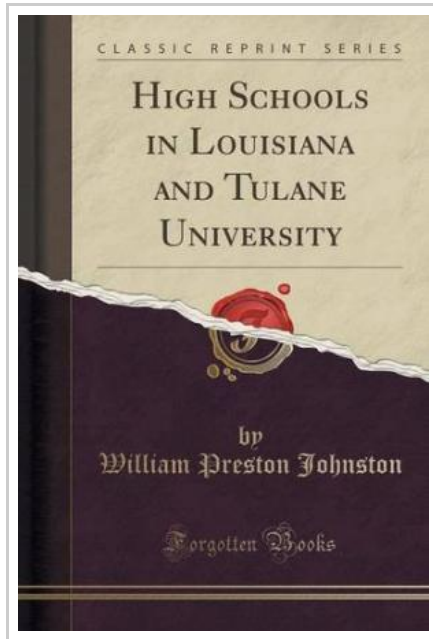 CLASSIC REPRINT SERIES
HIGH SCHOOLS
IN LOUISIANA
AND TULANE
UNIVERSITY
by
William Preston Johnston
Forgotten Books